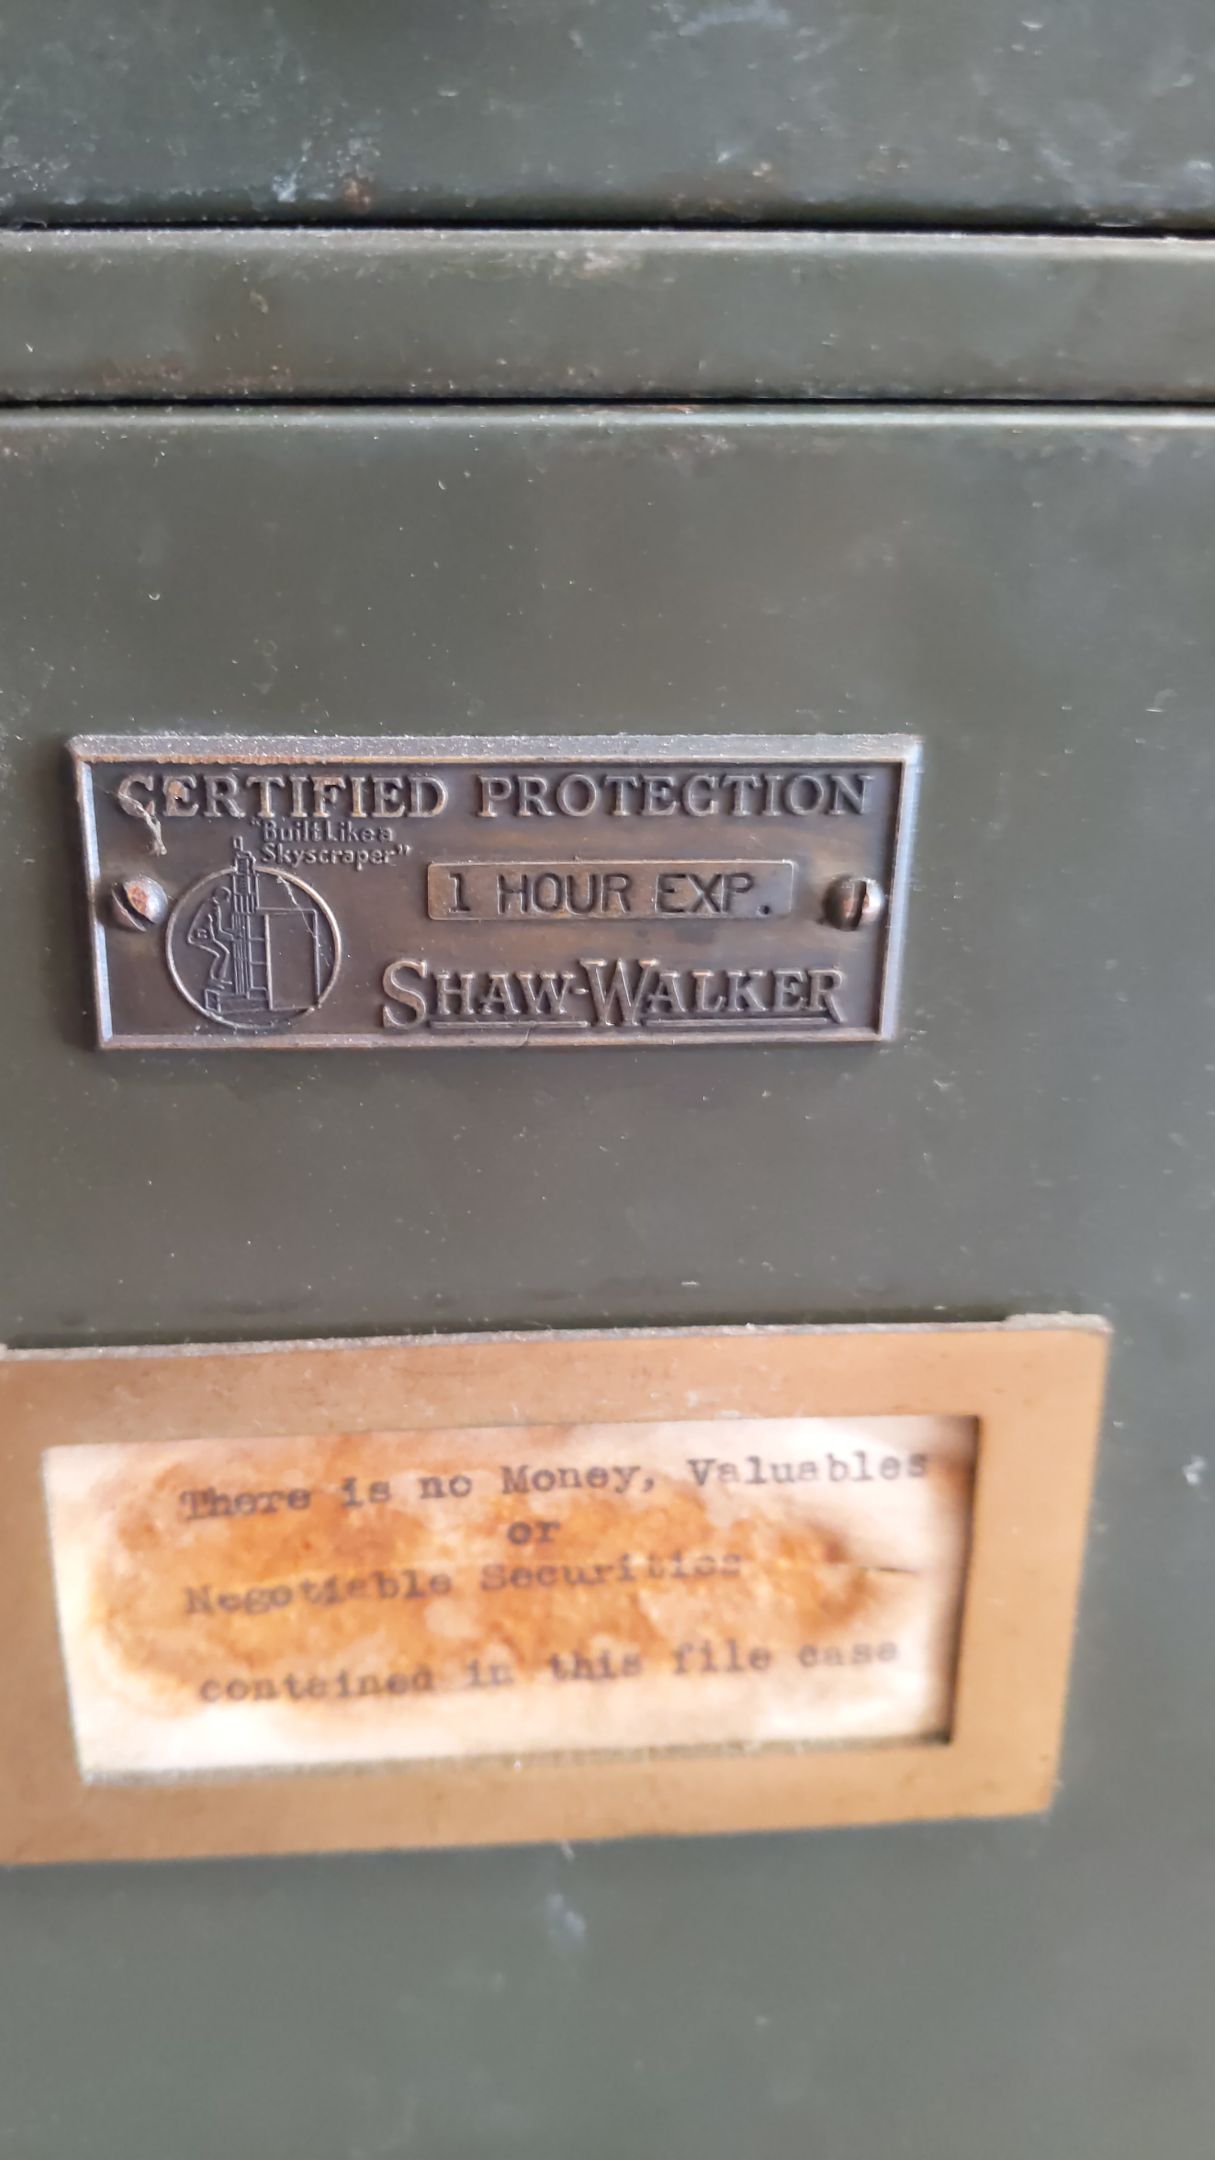 CERTIFIED PROTECTION
"Built Like a
Skyscraper"
1 HOUR EXP.
SHAW-WALKER
There is no Money, Valuables
or
Negotiable Securities
contained in this file case